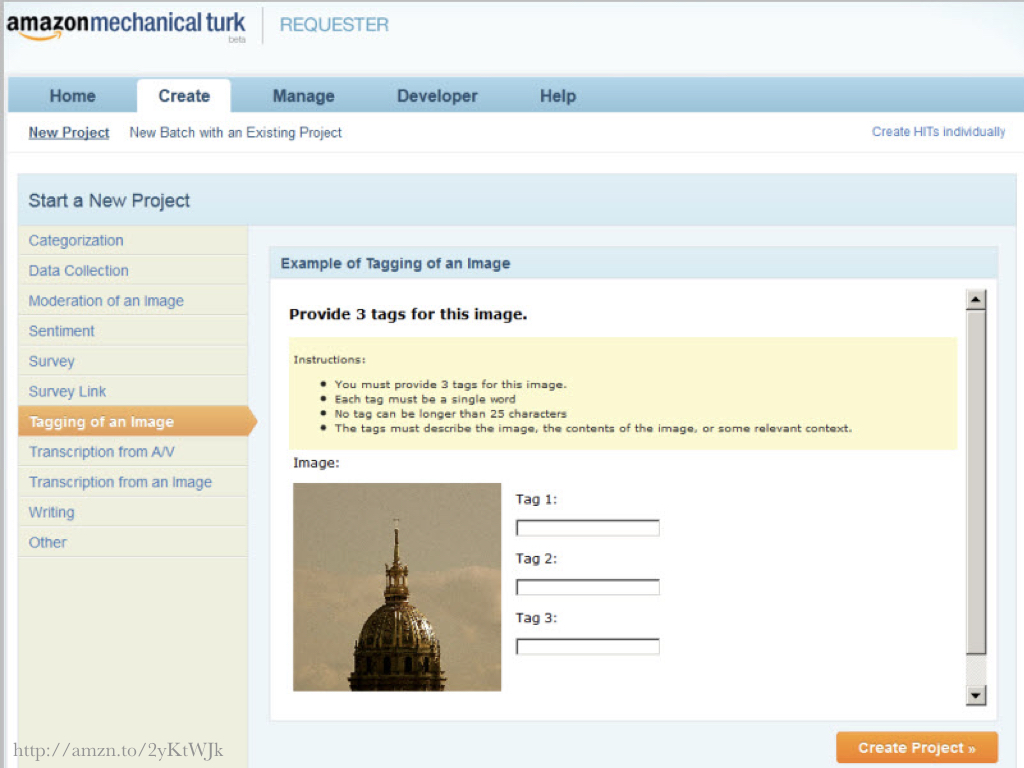 amazonmechanical turk
beta
REQUESTER
Home
Create
Manage
Developer
Help
New Project
New Batch with an Existing Project
Create HITs individually
Start a New Project
Categorization
Data Collection
Moderation of an Image
Sentiment
Survey
Survey Link
Tagging of an Image
Transcription from A/V
Transcription from an Image
Writing
Other
Example of Tagging of an Image
Provide 3 tags for this image.
Instructions:
• You must provide 3 tags for this image.
• Each tag must be a single word
• No tag can be longer than 25 characters
• The tags must describe the image, the contents of the image, or some relevant context.
Image:
Tag 1:
Tag 2:
Tag 3:
Create Project »
http://amzn.to/2yKtWJk